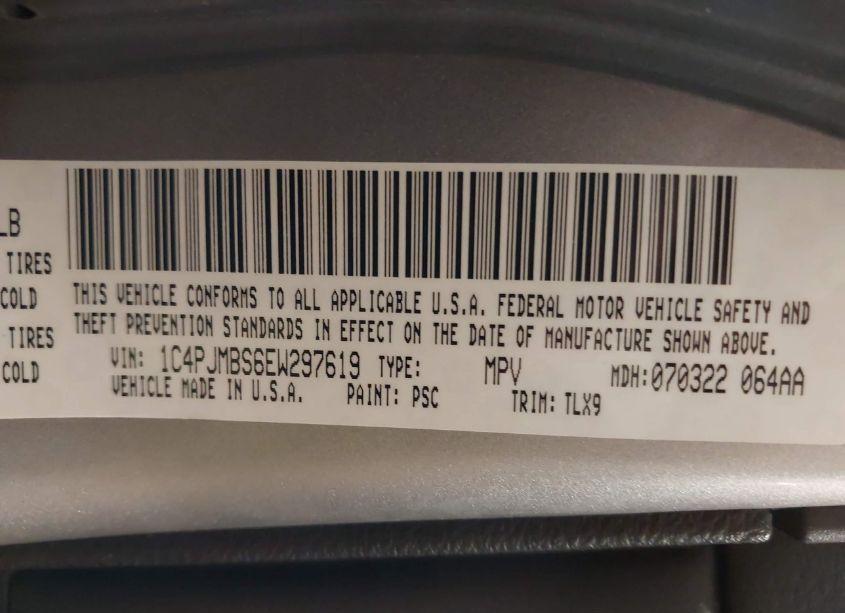 LB
TIRES
COLD
TIRES
COLD
THIS VEHICLE CONFORMS TO ALL APPLICABLE U.S.A. FEDERAL MOTOR VEHICLE SAFETY AND
THEFT PREVENTION STANDARDS IN EFFECT ON THE DATE OF MANUFACTURE SHOWN ABOVE.
VIN: 1C4PJMBS6EW297619 TYPE: MPV MDH:070322 064AA
VEHICLE MADE IN U.S.A. PAINT: PSC TRIM: TLX9